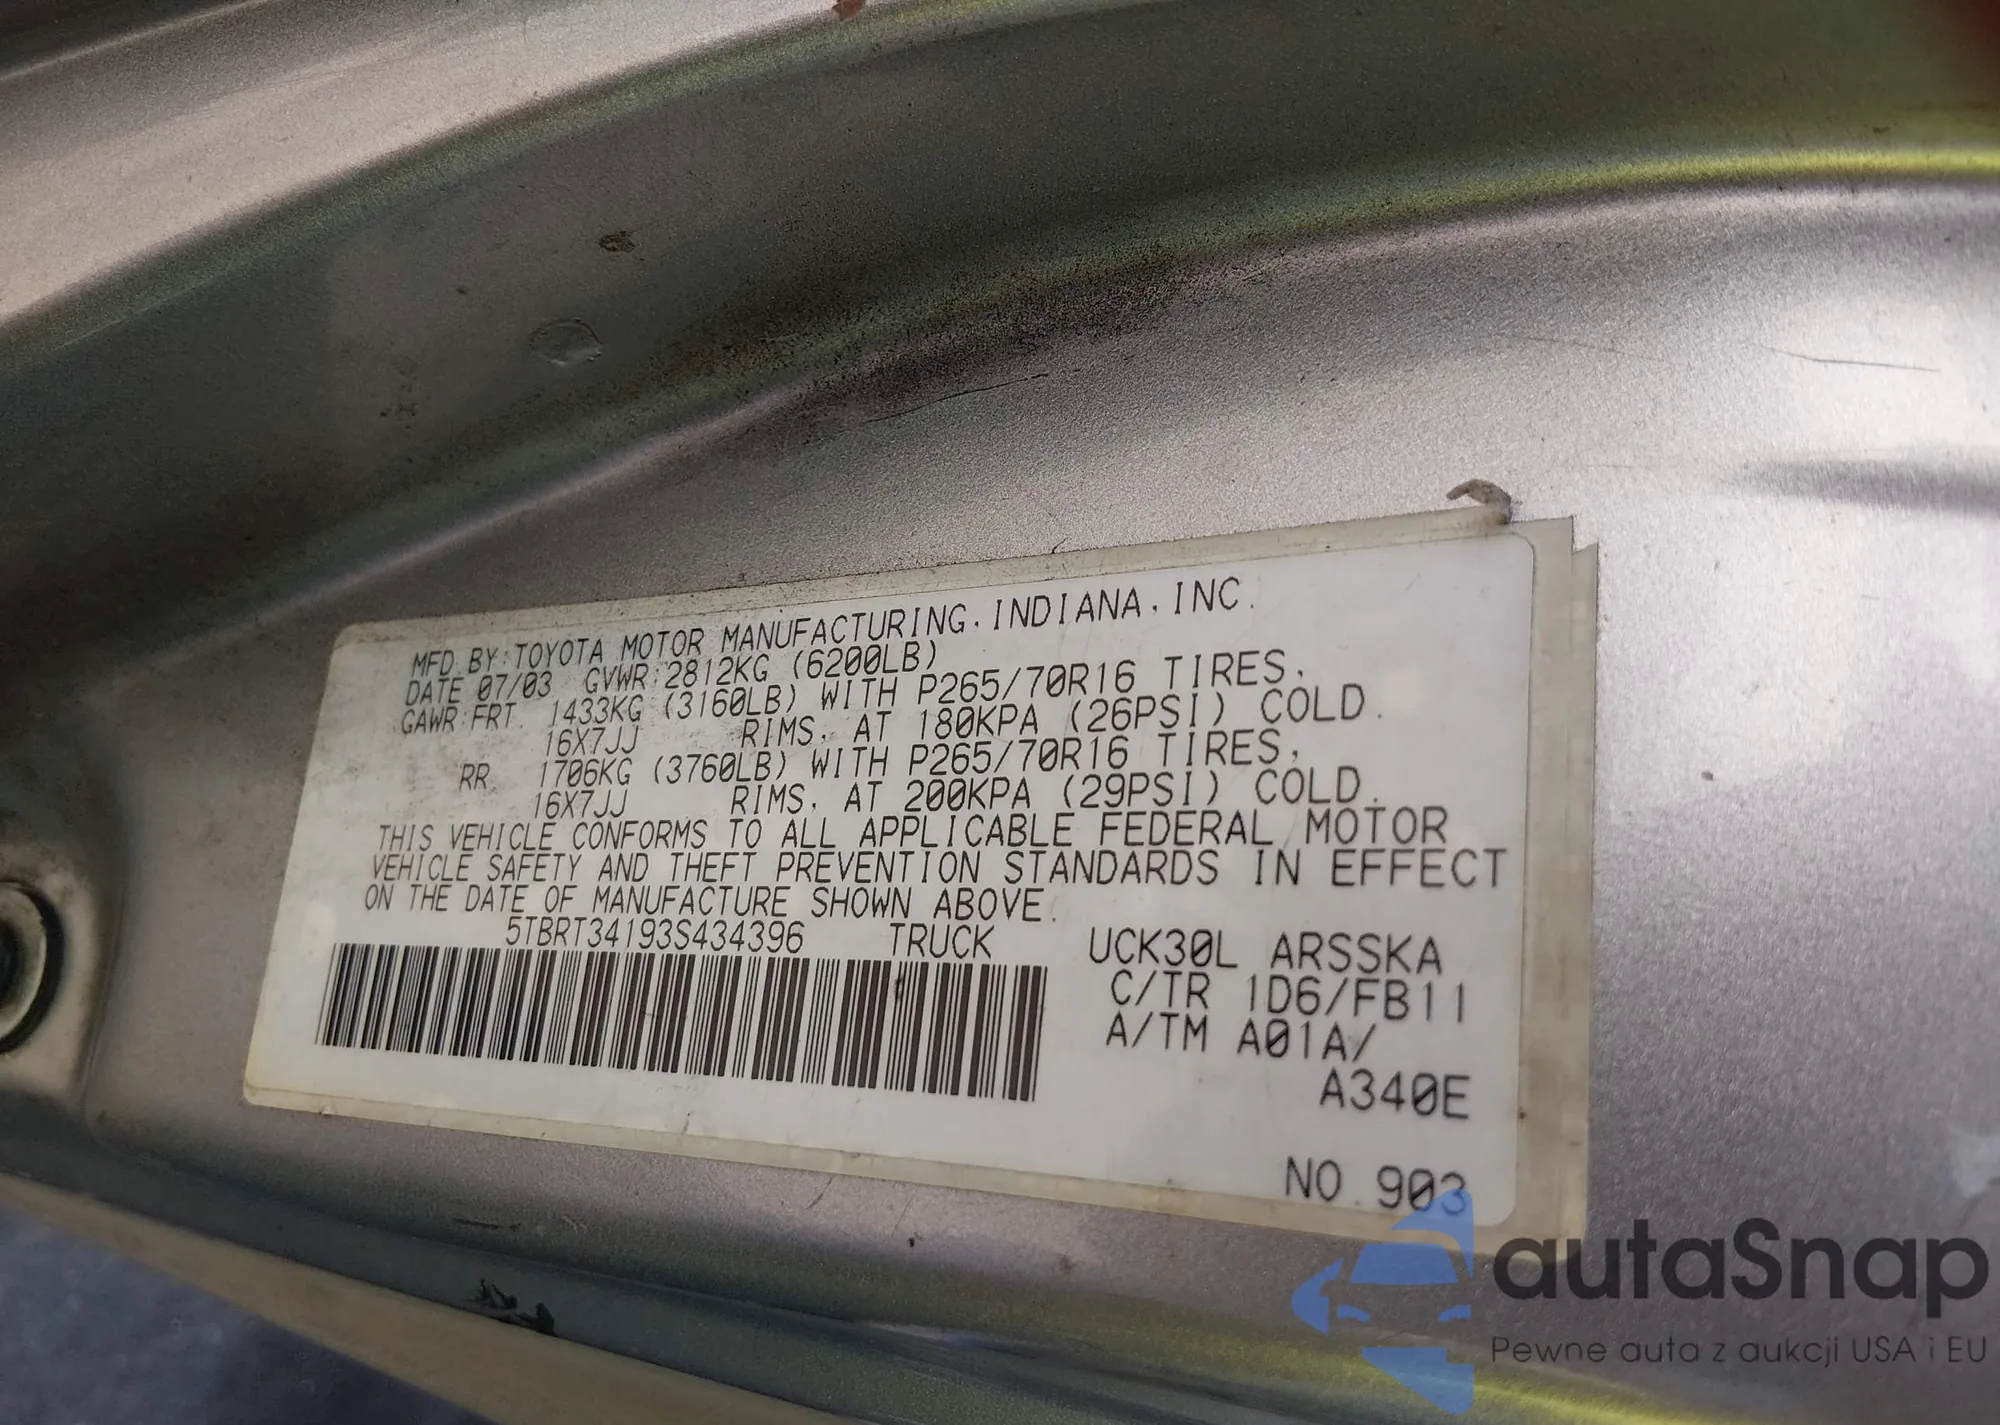 MFD.BY:TOYOTA MOTOR MANUFACTURING,INDIANA,INC.
DATE 07/03 GVWR:2812KG (6200LB)
GAWR:FRT. 1433KG (3160LB) WITH P265/70R16 TIRES,
16X7JJ RIMS, AT 180KPA (26PSI) COLD.
RR 1706KG (3760LB) WITH P265/70R16 TIRES,
16X7JJ RIMS, AT 200KPA (29PSI) COLD.
THIS VEHICLE CONFORMS TO ALL APPLICABLE FEDERAL MOTOR
VEHICLE SAFETY AND THEFT PREVENTION STANDARDS IN EFFECT
ON THE DATE OF MANUFACTURE SHOWN ABOVE.
5TBRT34193S434396 TRUCK UCK30L ARSSKA
C/TR 1D6/FB11
A/TM A01A/
A340E
NO.903
autaSnap
Pewne auta z aukcji USA i EU